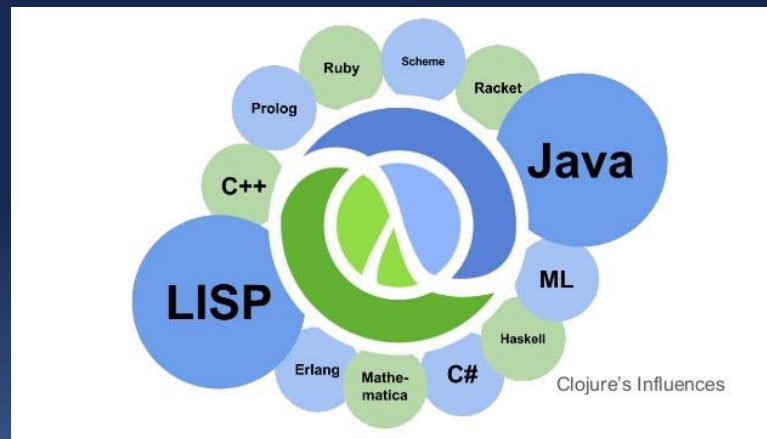 Scheme
Ruby
Racket
Prolog
Java
C++
ML
LISP
Haskell
Erlang
C#
Mathe-
matica
Clojure's Influences